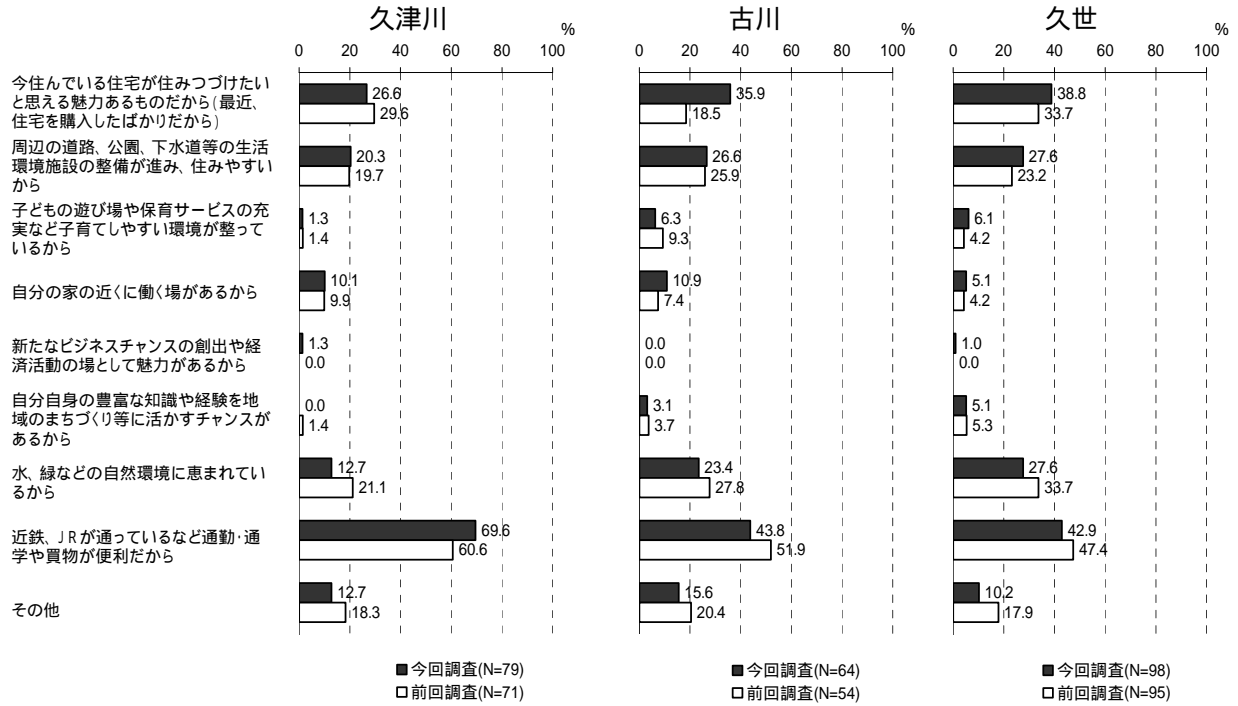 久津川 古川 久世
% % %
0 20 40 60 80 100 0 20 40 60 80 100 0 20 40 60 80 100
今住んでいる住宅が住みつづけたい
と思える魅力あるものだから(最近、
住宅を購入したばかりだから)
26.6 35.9 38.8
29.6 18.5 33.7
周辺の道路、公園、下水道等の生活
環境施設の整備が進み、住みやすい
から
20.3 26.6 27.6
19.7 25.9 23.2
子どもの遊び場や保育サービスの充
実など子育てしやすい環境が整って
いるから
1.3 6.3 6.1
1.4 9.3 4.2
自分の家の近くに働く場があるから
10.1 10.9 5.1
9.9 7.4 4.2
新たなビジネスチャンスの創出や経
済活動の場として魅力があるから
1.3 0.0 1.0
0.0 0.0 0.0
自分自身の豊富な知識や経験を地
域のまちづくり等に活かすチャンスが
あるから
0.0 3.1 5.1
1.4 3.7 5.3
水、緑などの自然環境に恵まれてい
るから
12.7 23.4 27.6
21.1 27.8 33.7
近鉄、JRが通っているなど通勤・通
学や買物が便利だから
69.6 43.8 42.9
60.6 51.9 47.4
その他
12.7 15.6 10.2
18.3 20.4 17.9
今回調査(N=79) 今回調査(N=64) 今回調査(N=98)
前回調査(N=71) 前回調査(N=54) 前回調査(N=95)